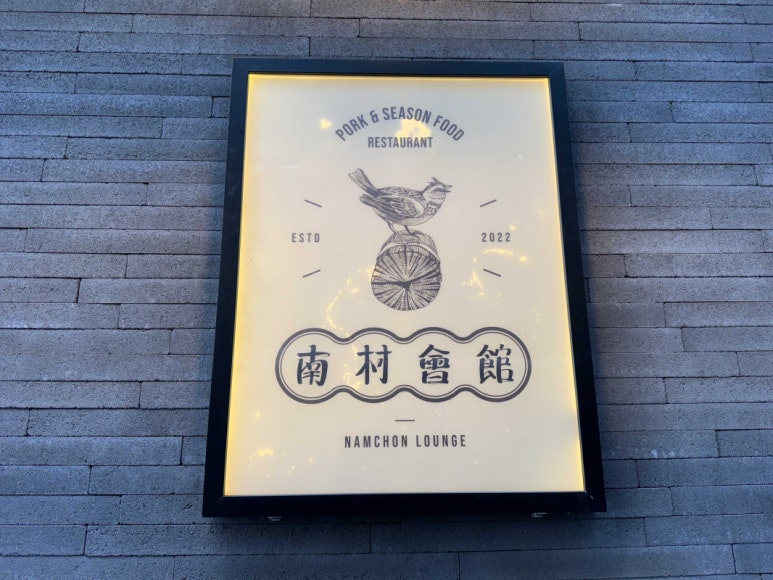 PORK & SEASON FOOD
RESTAURANT
ESTD 2022
南村會館
NAMCHON LOUNGE